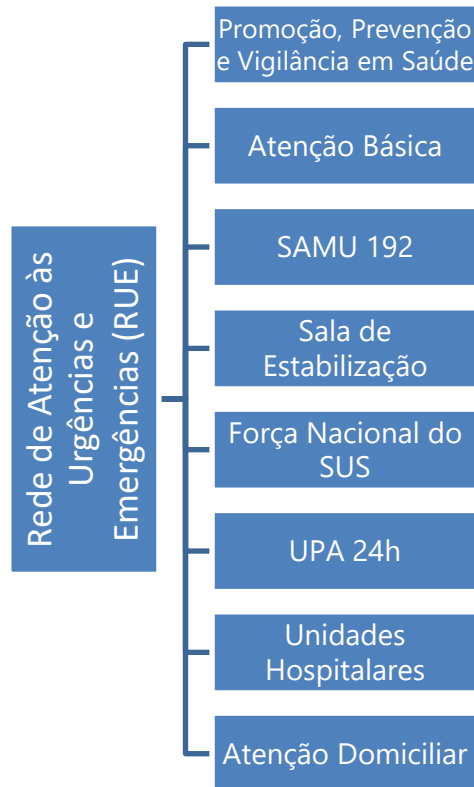 Rede de Atenção às
Urgências e
Emergências (RUE)
Promoção, Prevenção
e Vigilância em Saúde
Atenção Básica
SAMU 192
Sala de
Estabilização
Força Nacional do
SUS
UPA 24h
Unidades
Hospitalares
Atenção Domiciliar